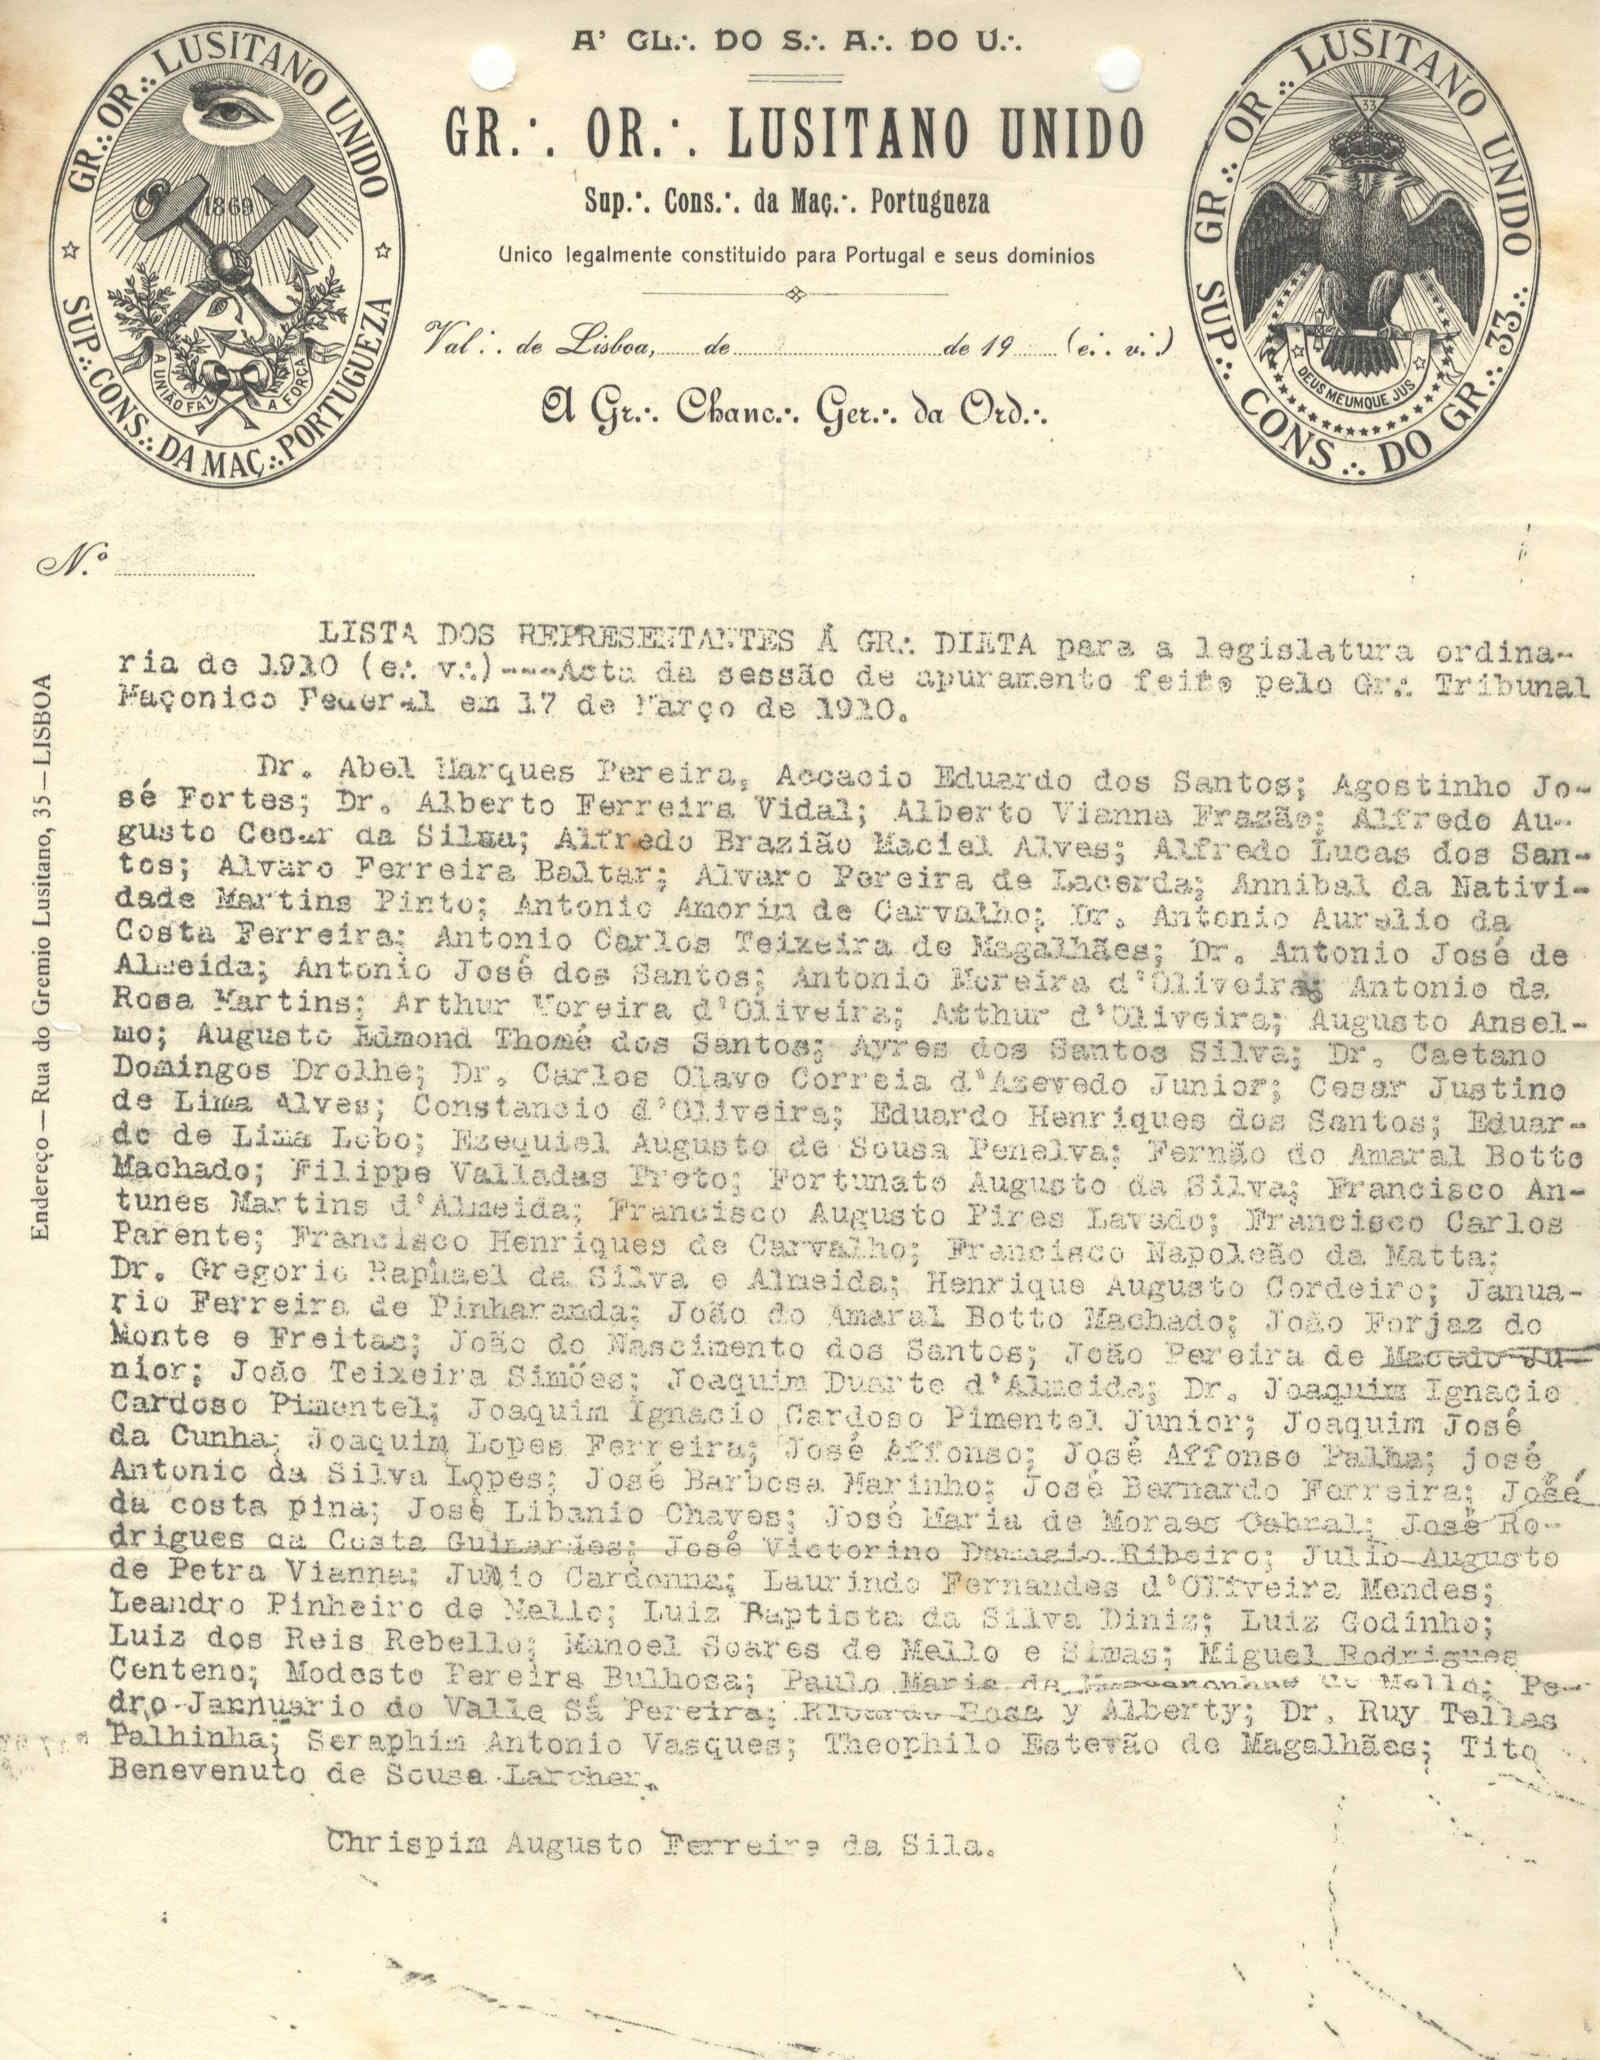 A' GL∴ DO S∴ A∴ DO U∴
GR∴ OR∴ LUSITANO UNIDO
Sup∴ Cons∴ da Maç∴ Portugueza
Unico legalmente constituido para Portugal e seus dominios
Val∴ de Lisboa, de de 19 (e∴ v∴)
A Gr∴ Chanc∴ Ger∴ da Ord∴
GR∴ OR∴ LUSITANO UNIDO
SUP∴ CONS∴ DA MAÇ∴ PORTUGUEZA
1869
A UNIÃO FAZ A FORÇA
GR∴ OR∴ LUSITANO UNIDO
SUP∴ CONS∴ DO GR∴ 33∴
33
DEUS MEUMQUE JUS
N.º
Endereço — Rua do Gremio Lusitano, 35 — LISBOA
LISTA DOS REPRESENTANTES Á GR∴ DIETA para a legislatura ordina-
ria de 1910 (e∴ v∴)---Acta da sessão de apuramento feito pelo Gr∴ Tribunal
Maçonico Federal em 17 de Março de 1910.
Dr. Abel Marques Pereira, Accacio Eduardo dos Santos; Agostinho Jo-
sé Fortes; Dr. Alberto Ferreira Vidal; Alberto Vianna Frazão; Alfredo Au-
gusto Cesar da Silva; Alfredo Brazião Maciel Alves; Alfredo Lucas dos San-
tos; Alvaro Ferreira Baltar; Alvaro Pereira de Lacerda; Annibal da Nativi-
dade Martins Pinto; Antonio Amorim de Carvalho; Dr. Antonio Aurelio da
Costa Ferreira; Antonio Carlos Teixeira de Magalhães; Dr. Antonio José de
Almeida; Antonio José dos Santos; Antonio Moreira d'Oliveira; Antonio da
Rosa Martins; Arthur Moreira d'Oliveira; Atthur d'Oliveira; Augusto Ansel-
mo; Augusto Edmond Thomé dos Santos; Ayres dos Santos Silva; Dr. Caetano
Domingos Drolhe; Dr. Carlos Olavo Correia d'Azevedo Junior; Cesar Justino
de Lima Alves; Constancio d'Oliveira; Eduardo Henriques dos Santos; Eduar-
do de Lima Lobo; Ezequiel Augusto de Sousa Penalva; Fernão do Amaral Botto
Machado; Filippe Valladas Preto; Fortunato Augusto da Silva; Francisco An-
tunes Martins d'Almeida; Francisco Augusto Pires Lavado; Francisco Carlos
Parente; Francisco Henriques de Carvalho; Francisco Napoleão da Matta;
Dr. Gregorio Raphael da Silva e Almeida; Henrique Augusto Cordeiro; Janua-
rio Ferreira de Pinharanda; João do Amaral Botto Machado; João Forjaz do
Monte e Freitas; João do Nascimento dos Santos; João Pereira de Macedo Ju-
nior; João Teixeira Simões; Joaquim Duarte d'Almeida; Dr. Joaquim Ignacio
Cardoso Pimentel; Joaquim Ignacio Cardoso Pimentel Junior; Joaquim José
da Cunha; Joaquim Lopes Ferreira; José Affonso; José Affonso Palha; josé
Antonio da Silva Lopes; José Barbosa Marinho; José Bernardo Ferreira; José
da costa pina; José Libanio Chaves; José Maria de Moraes Cabral; José Ro-
drigues da Costa Guimarães; José Victorino Damasio Ribeiro; Julio Augusto
de Petra Vianna; Julio Cardonna; Laurindo Fernandes d'Oliveira Mendes;
Leandro Pinheiro de Mello; Luiz Baptista da Silva Diniz; Luiz Godinho;
Luiz dos Reis Rebello; Manoel Soares de Mello e Simas; Miguel Rodrigues
Centeno; Modesto Pereira Bulhosa; Paulo Maria da de Mello; Pe-
dro Jannuario do Valle Sá Pereira; Ricardo Rosa y Alberty; Dr. Ruy Telles
Palhinha; Seraphim Antonio Vasques; Theophilo Estevão de Magalhães; Tito
Benevenuto de Sousa Larcher.
Chrispim Augusto Ferreira da Sila.